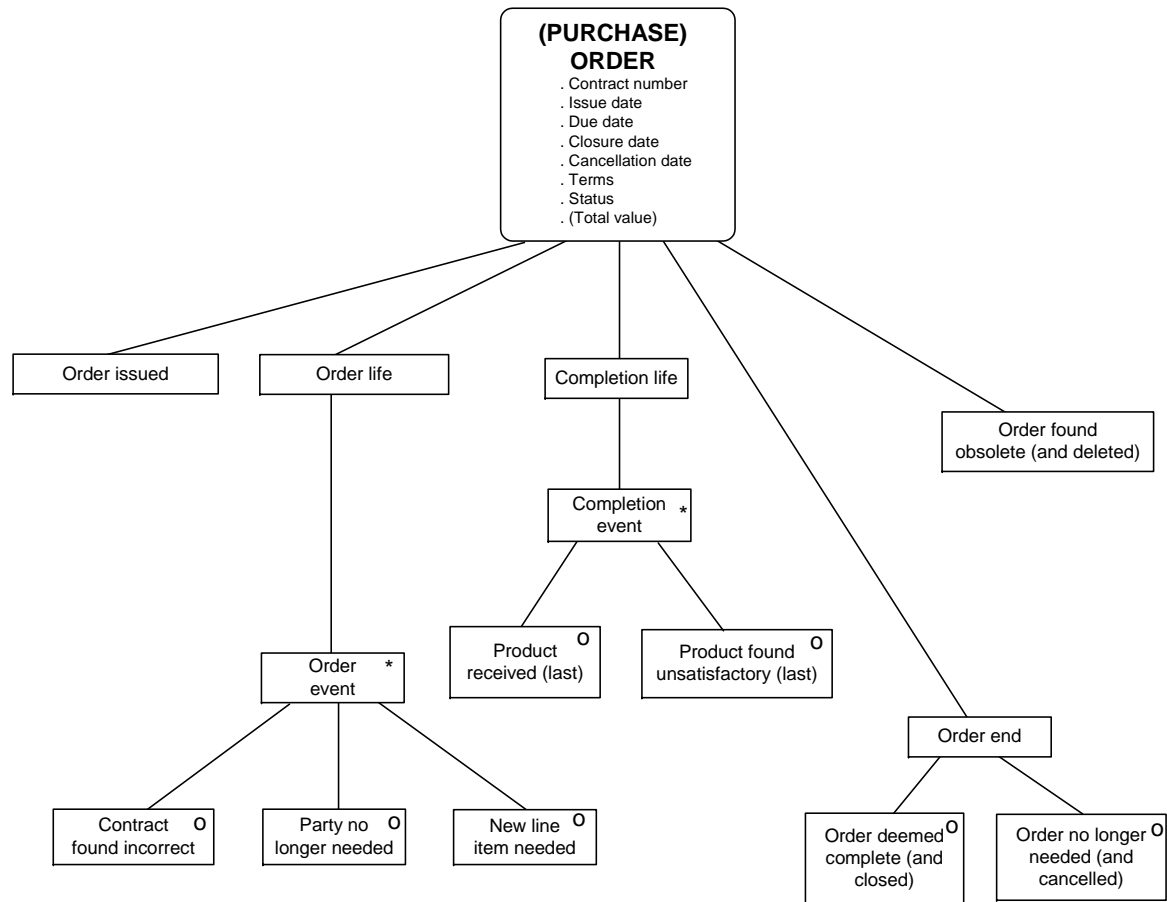 (PURCHASE)
ORDER
. Contract number
. Issue date
. Due date
. Closure date
. Cancellation date
. Terms
. Status
. (Total value)
Order issued
Order life
Completion life
Order found
obsolete (and deleted)
Completion *
event
Product O
received (last)
Product found O
unsatisfactory (last)
Order *
event
Order end
Contract O
found incorrect
Party no O
longer needed
New line O
item needed
Order deemed O
complete (and
closed)
Order no longer O
needed (and
cancelled)